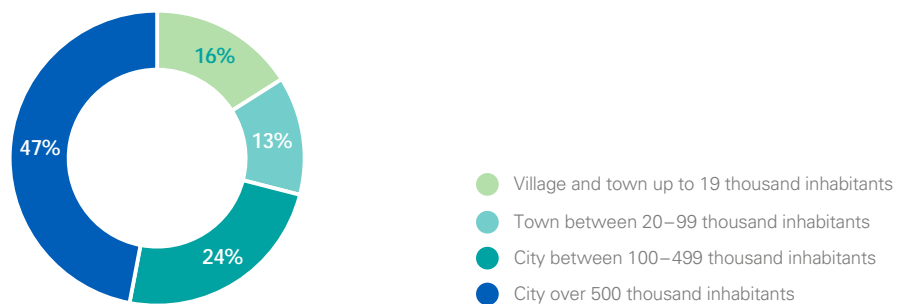 16%
13%
47%
24%
Village and town up to 19 thousand inhabitants
Town between 20–99 thousand inhabitants
City between 100–499 thousand inhabitants
City over 500 thousand inhabitants